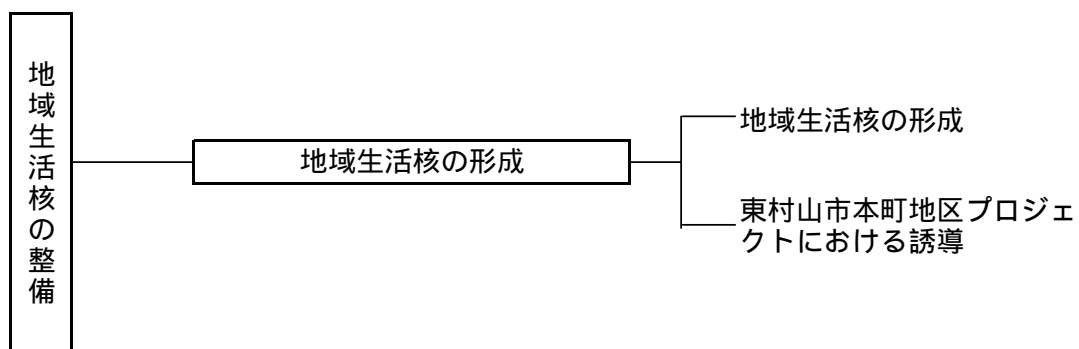 地域生活核の整備
地域生活核の形成
地域生活核の形成
東村山市本町地区プロジェ
クトにおける誘導